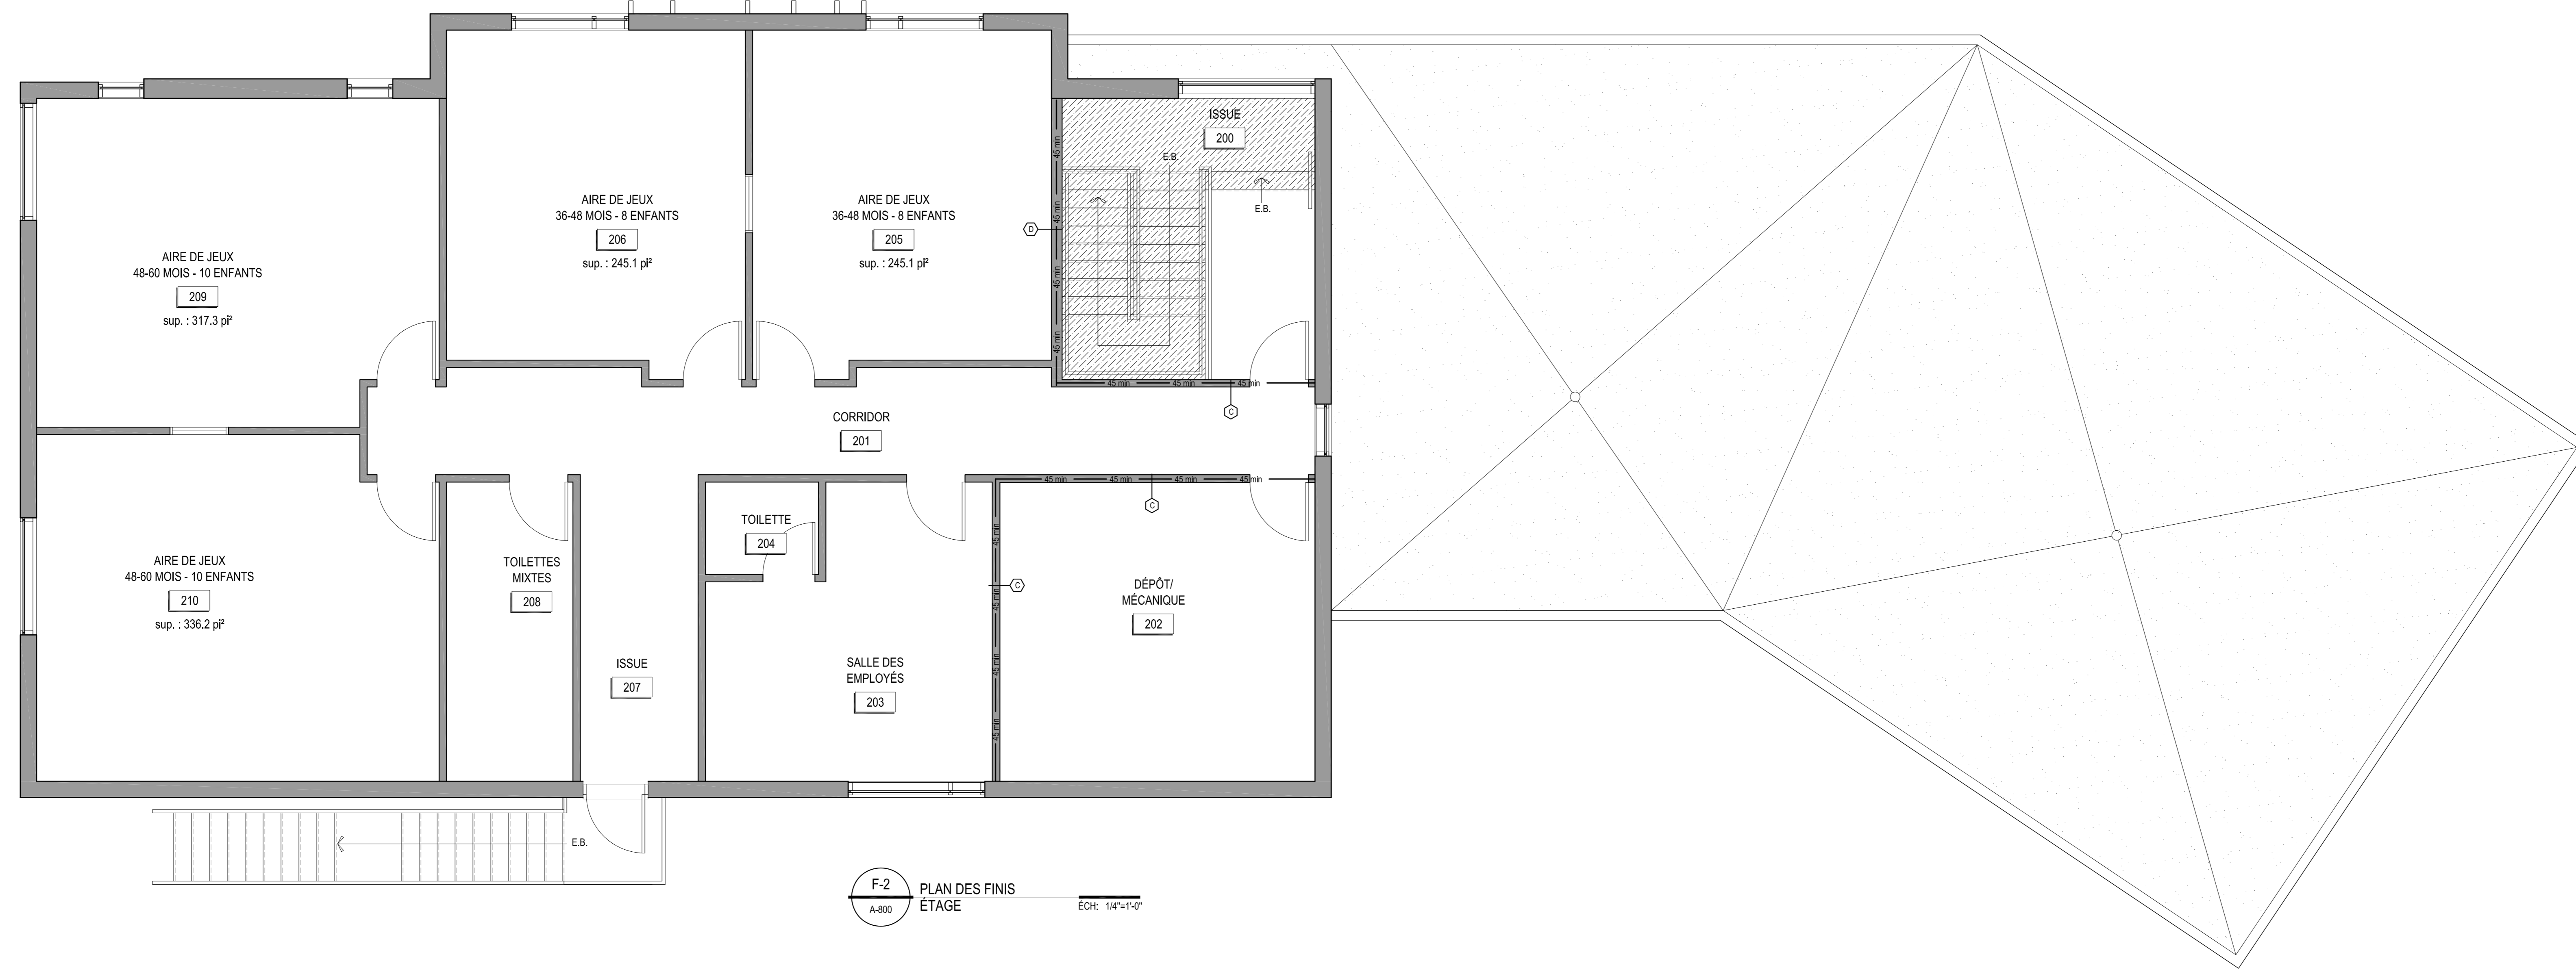 ISSUE
200
E.B.
E.B.
45 min
45 min
45 min
45 min
D
AIRE DE JEUX
36-48 MOIS - 8 ENFANTS
206
sup. : 245.1 pi²
AIRE DE JEUX
36-48 MOIS - 8 ENFANTS
205
sup. : 245.1 pi²
AIRE DE JEUX
48-60 MOIS - 10 ENFANTS
209
sup. : 317.3 pi²
45 min
45 min
45 min
C
CORRIDOR
201
45 min
45 min
45 min
45 min
C
TOILETTE
204
45 min
45 min
45 min
45 min
C
AIRE DE JEUX
48-60 MOIS - 10 ENFANTS
210
sup. : 336.2 pi²
TOILETTES
MIXTES
208
DÉPÔT/
MÉCANIQUE
202
ISSUE
207
SALLE DES
EMPLOYÉS
203
E.B.
F-2
A-800
PLAN DES FINIS
ÉTAGE
ÉCH: 1/4"=1'-0"